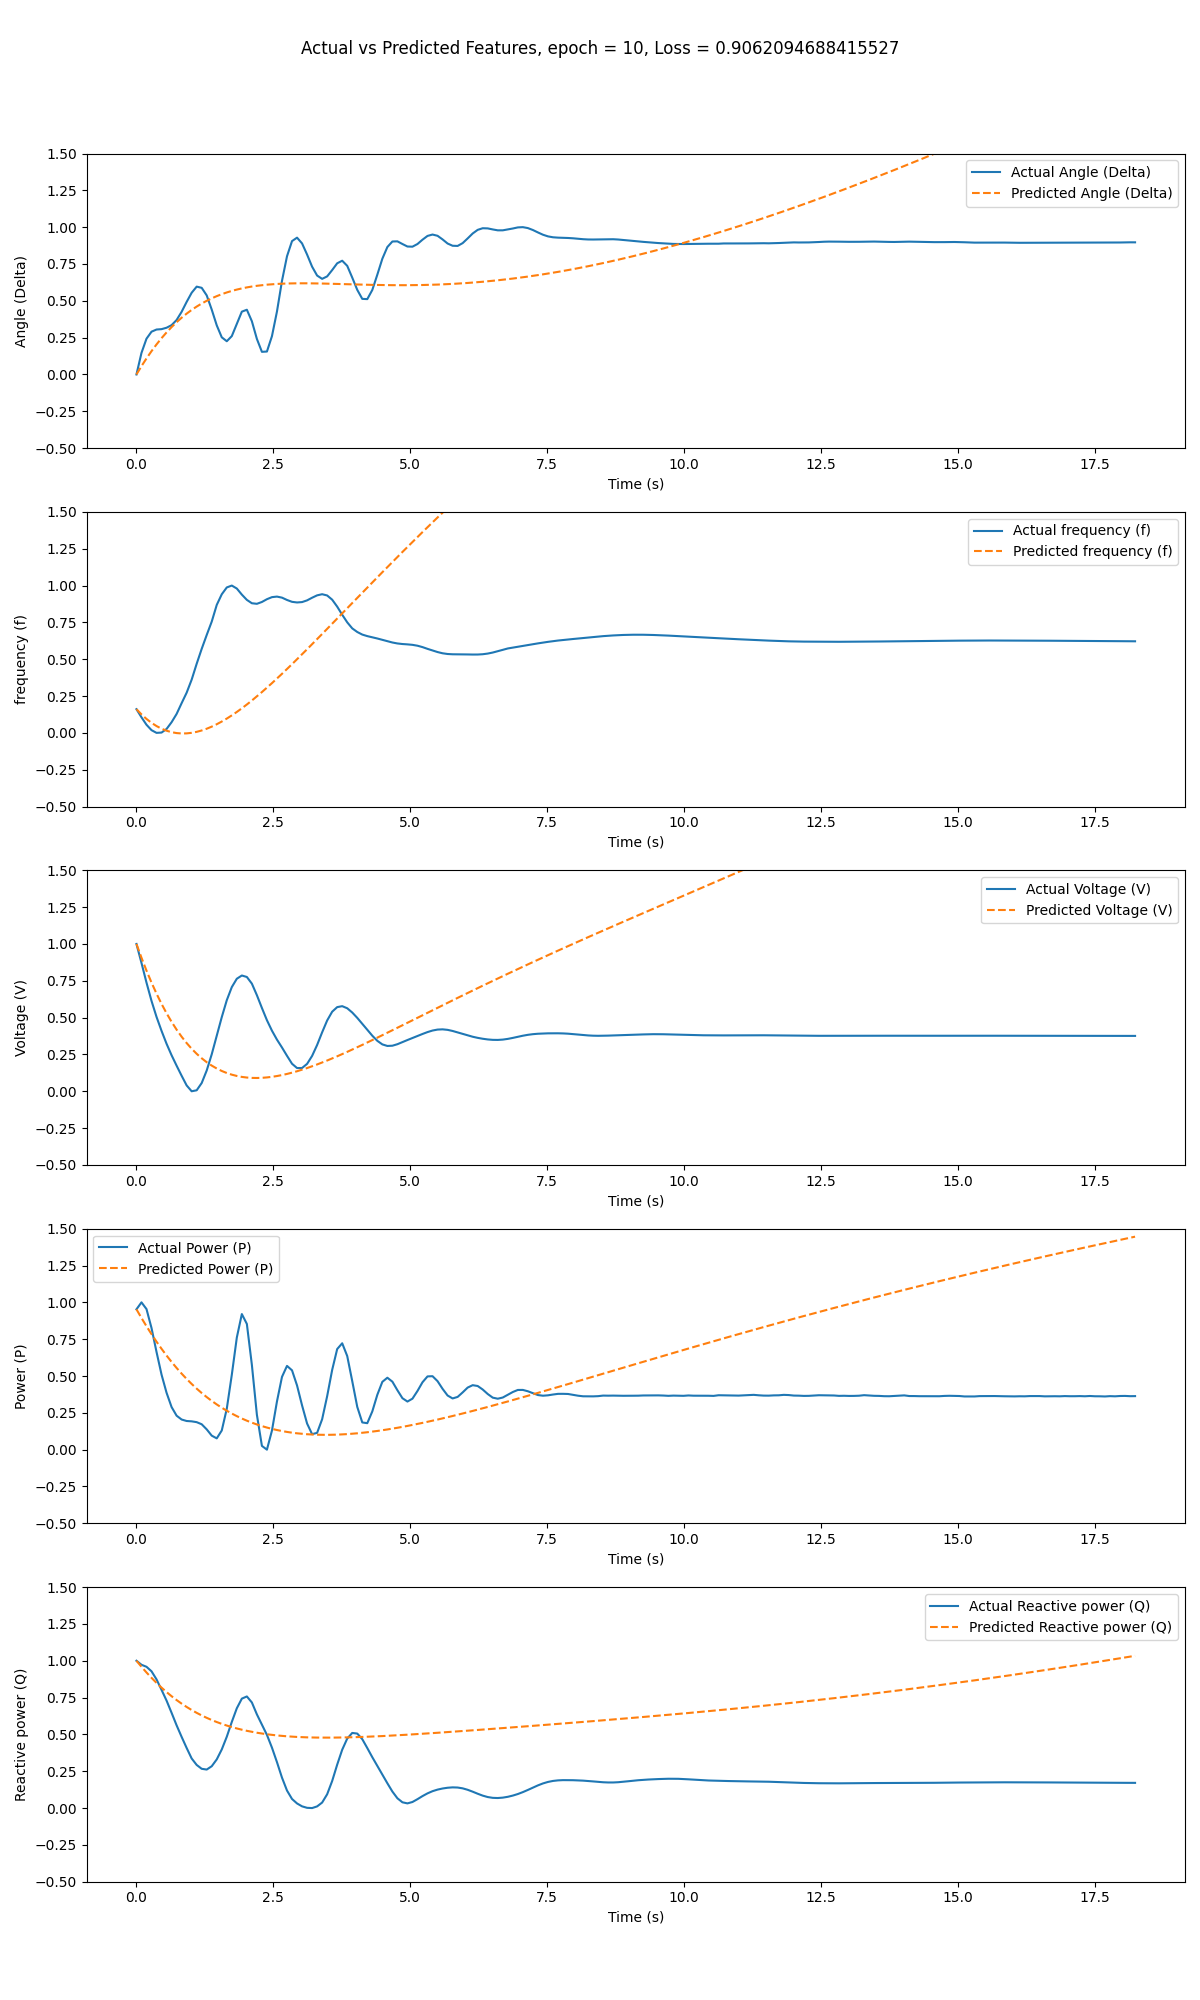 Actual vs Predicted Features, epoch = 10, Loss = 0.9062094688415527
1.50
1.25
1.00
0.75
0.50
0.25
0.00
−0.25
−0.50
Angle (Delta)
Actual Angle (Delta)
Predicted Angle (Delta)
0.0 2.5 5.0 7.5 10.0 12.5 15.0 17.5
Time (s)
1.50
1.25
1.00
0.75
0.50
0.25
0.00
−0.25
−0.50
frequency (f)
Actual frequency (f)
Predicted frequency (f)
0.0 2.5 5.0 7.5 10.0 12.5 15.0 17.5
Time (s)
1.50
1.25
1.00
0.75
0.50
0.25
0.00
−0.25
−0.50
Voltage (V)
Actual Voltage (V)
Predicted Voltage (V)
0.0 2.5 5.0 7.5 10.0 12.5 15.0 17.5
Time (s)
1.50
1.25
1.00
0.75
0.50
0.25
0.00
−0.25
−0.50
Power (P)
Actual Power (P)
Predicted Power (P)
0.0 2.5 5.0 7.5 10.0 12.5 15.0 17.5
Time (s)
1.50
1.25
1.00
0.75
0.50
0.25
0.00
−0.25
−0.50
Reactive power (Q)
Actual Reactive power (Q)
Predicted Reactive power (Q)
0.0 2.5 5.0 7.5 10.0 12.5 15.0 17.5
Time (s)